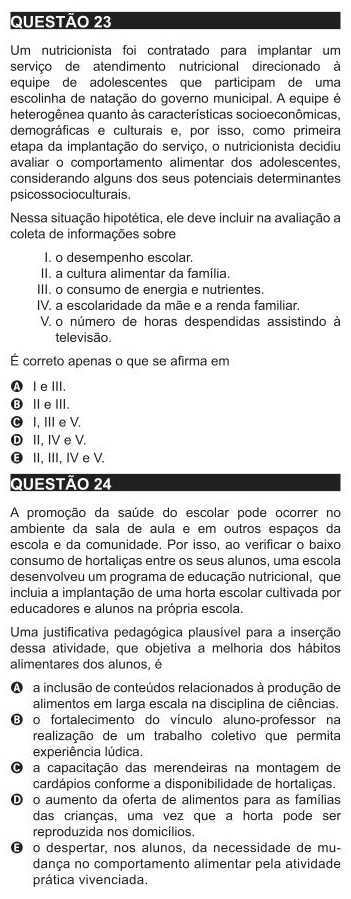 QUESTÃO 23
Um nutricionista foi contratado para implantar um
serviço de atendimento nutricional direcionado à
equipe de adolescentes que participam de uma
escolinha de natação do governo municipal. A equipe é
heterogênea quanto às características socioeconômicas,
demográficas e culturais e, por isso, como primeira
etapa da implantação do serviço, o nutricionista decidiu
avaliar o comportamento alimentar dos adolescentes,
considerando alguns dos seus potenciais determinantes
psicossocioculturais.
Nessa situação hipotética, ele deve incluir na avaliação a
coleta de informações sobre
I. o desempenho escolar.
II. a cultura alimentar da família.
III. o consumo de energia e nutrientes.
IV. a escolaridade da mãe e a renda familiar.
V. o número de horas despendidas assistindo à
televisão.
É correto apenas o que se afirma em
A I e III.
B II e III.
C I, III e V.
D II, IV e V.
E II, III, IV e V.
QUESTÃO 24
A promoção da saúde do escolar pode ocorrer no
ambiente da sala de aula e em outros espaços da
escola e da comunidade. Por isso, ao verificar o baixo
consumo de hortaliças entre os seus alunos, uma escola
desenvolveu um programa de educação nutricional, que
incluia a implantação de uma horta escolar cultivada por
educadores e alunos na própria escola.
Uma justificativa pedagógica plausível para a inserção
dessa atividade, que objetiva a melhoria dos hábitos
alimentares dos alunos, é
A a inclusão de conteúdos relacionados à produção de
alimentos em larga escala na disciplina de ciências.
B o fortalecimento do vínculo aluno-professor na
realização de um trabalho coletivo que permita
experiência lúdica.
C a capacitação das merendeiras na montagem de
cardápios conforme a disponibilidade de hortaliças.
D o aumento da oferta de alimentos para as famílias
das crianças, uma vez que a horta pode ser
reproduzida nos domicílios.
E o despertar, nos alunos, da necessidade de mu-
dança no comportamento alimentar pela atividade
prática vivenciada.